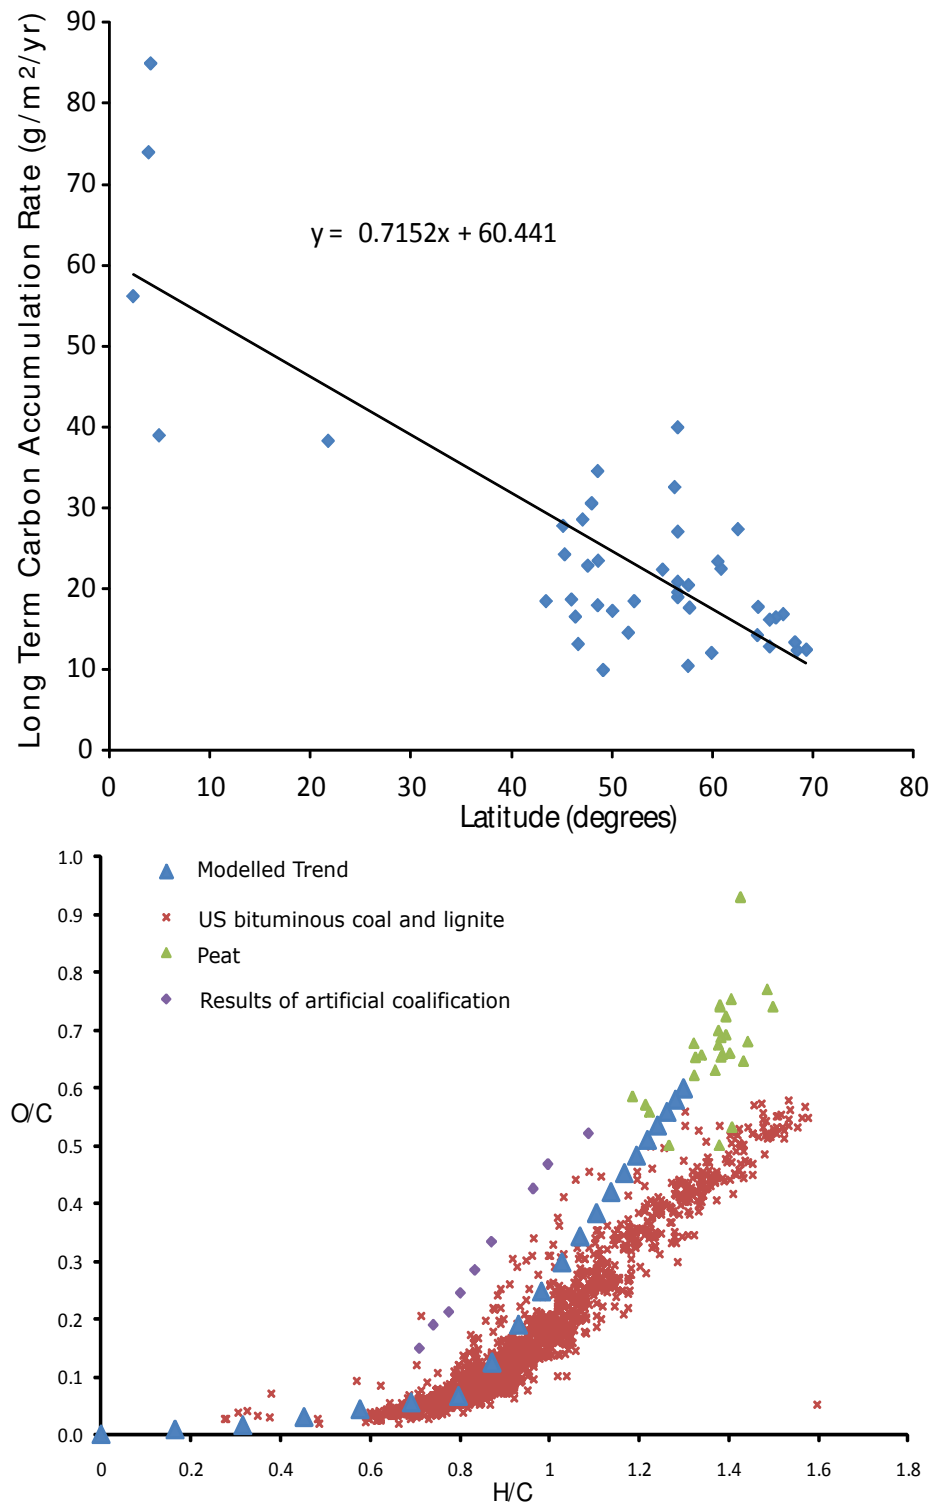 Long Term Carbon Accumulation Rate (g/m²/yr)
90
80
70
60
50
40
30
20
10
0
y = 0.7152x + 60.441
0 10 20 30 40 50 60 70 80
Latitude (degrees)
1.0
0.9
0.8
0.7
0.6
0.5
0.4
0.3
0.2
0.1
0.0
O/C
Modelled Trend
US bituminous coal and lignite
Peat
Results of artificial coalification
0 0.2 0.4 0.6 0.8 1 1.2 1.4 1.6 1.8
H/C